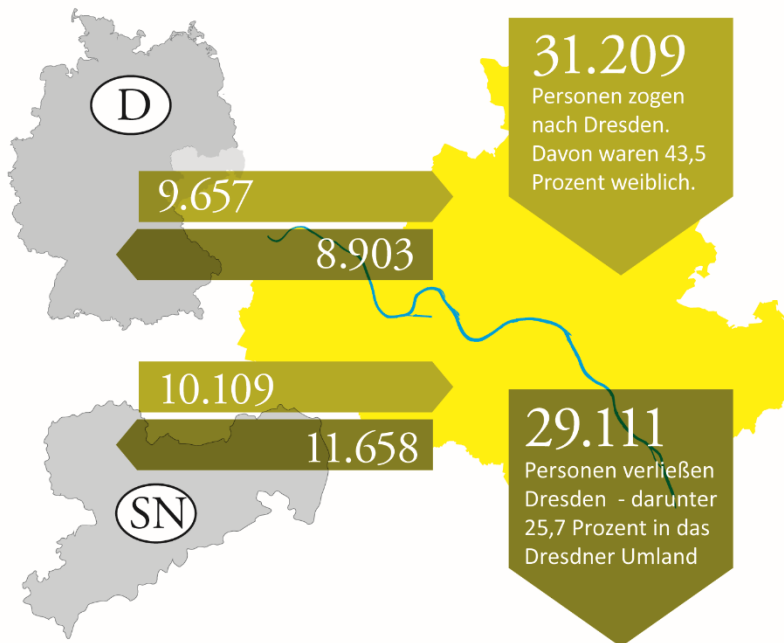 D
9.657
8.903
10.109
11.658
SN
31.209
Personen zogen
nach Dresden.
Davon waren 43,5
Prozent weiblich.
29.111
Personen verließen
Dresden - darunter
25,7 Prozent in das
Dresdner Umland